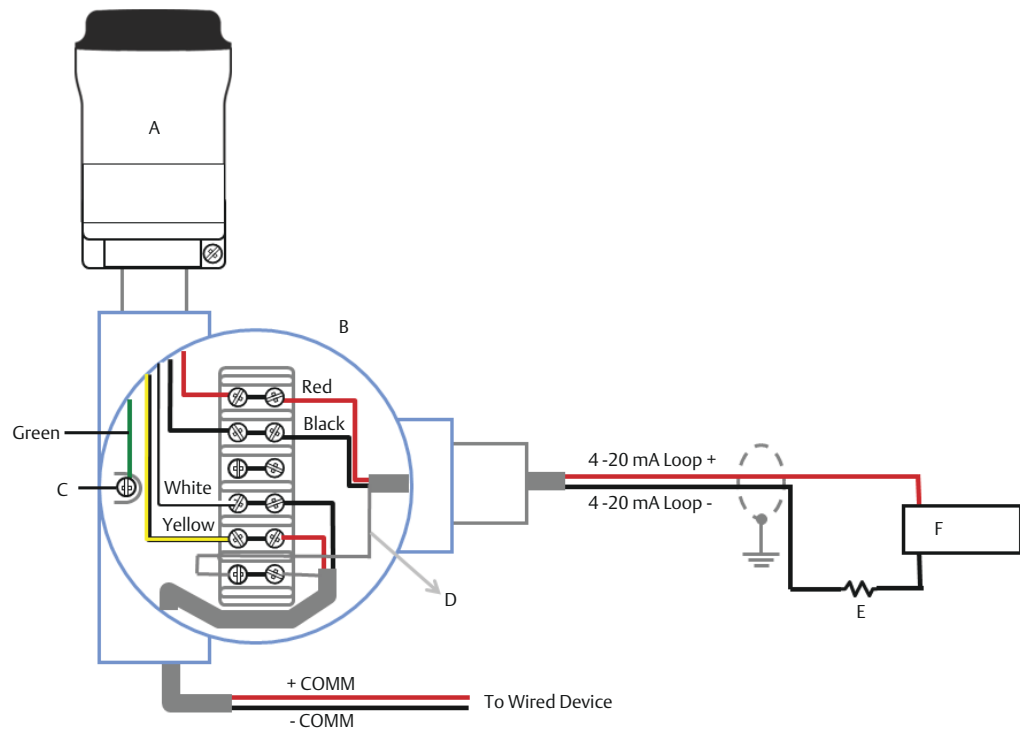 A
B
Red
Black
Green
C
White
Yellow
4 -20 mA Loop +
4 -20 mA Loop -
F
D
E
+ COMM
- COMM
To Wired Device